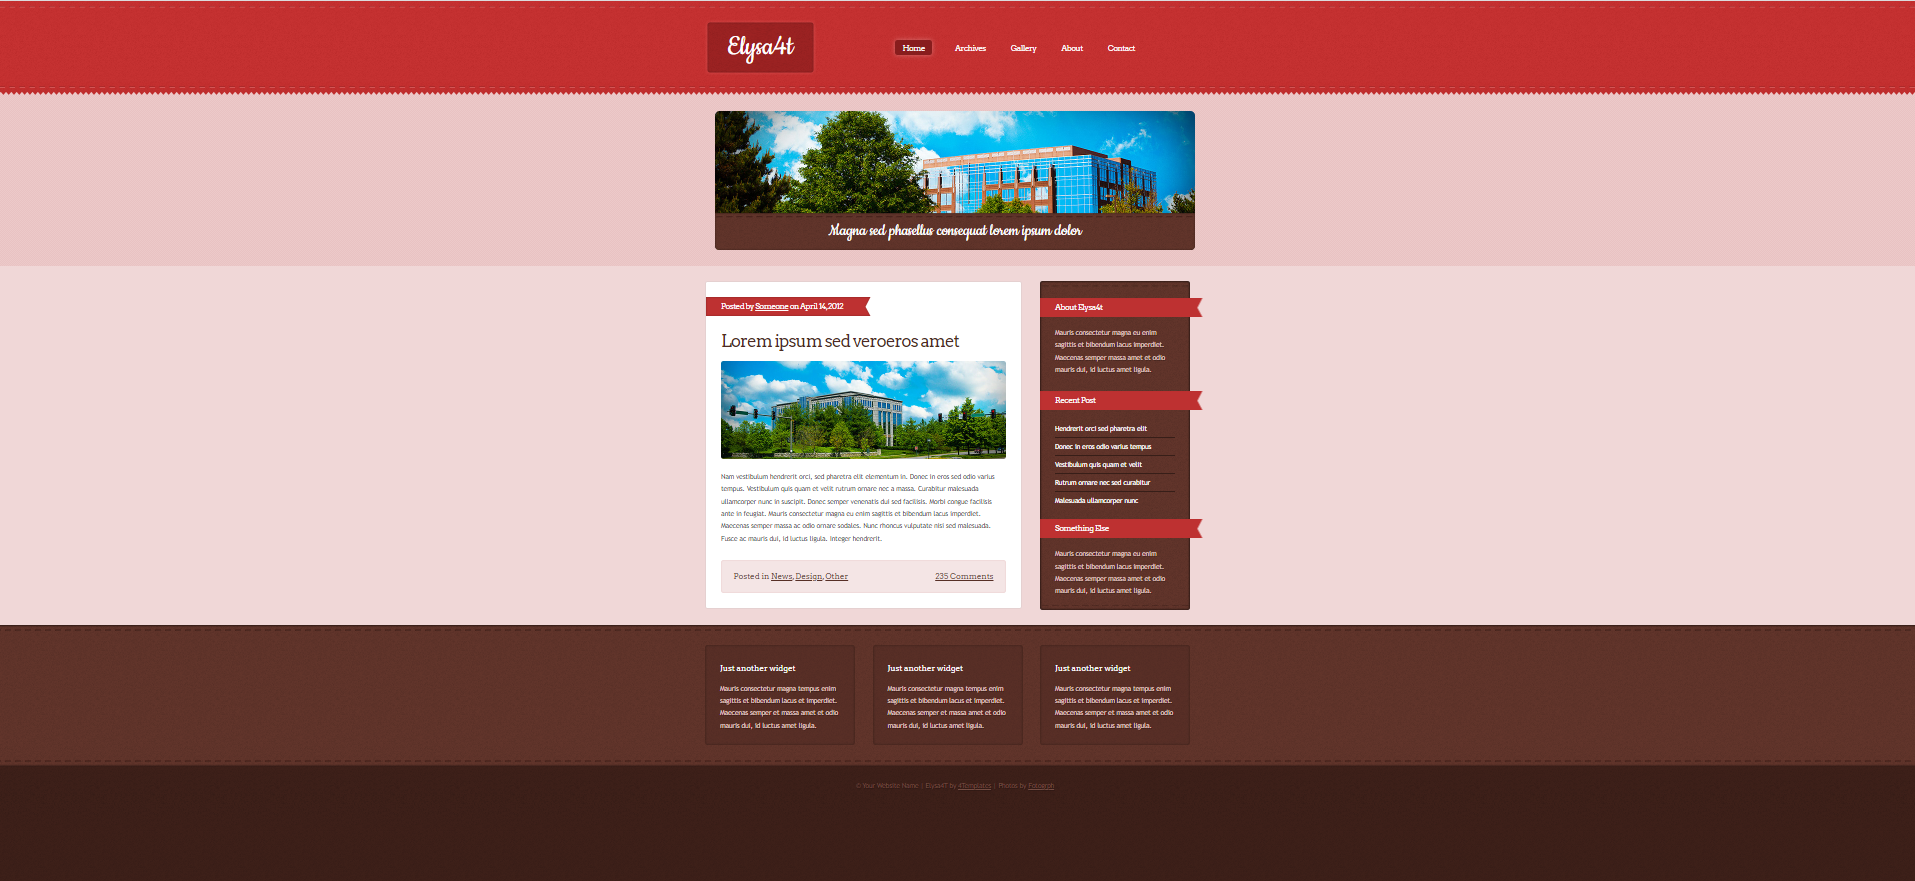 Elysa4t
Home Archives Gallery About Contact
Magna sed phasellus consequat lorem ipsum dolor
Posted by Someone on April 14, 2012
Lorem ipsum sed veroeros amet
Nam vestibulum hendrerit orci, sed pharetra elit elementum in. Donec in eros sed odio varius
tempus. Vestibulum quis quam et velit rutrum ornare nec a massa. Curabitur malesuada
ullamcorper nunc in suscipit. Donec semper venenatis dui sed facilisis. Morbi congue facilisis
ante in feugiat. Mauris consectetur magna eu enim sagittis et bibendum lacus imperdiet.
Maecenas semper massa ac odio ornare sodales. Nunc rhoncus vulputate nisi sed malesuada.
Fusce ac mauris dui, id luctus ligula. Integer hendrerit.
Posted in News, Design, Other
235 Comments
About Elysa4t
Mauris consectetur magna eu enim
sagittis et bibendum lacus imperdiet.
Maecenas semper massa amet et odio
mauris dui, id luctus amet ligula.
Recent Post
Hendrerit orci sed pharetra elit
Donec in eros odio varius tempus
Vestibulum quis quam et velit
Rutrum ornare nec sed curabitur
Malesuada ullamcorper nunc
Something Else
Mauris consectetur magna eu enim
sagittis et bibendum lacus imperdiet.
Maecenas semper massa amet et odio
mauris dui, id luctus amet ligula.
Just another widget
Mauris consectetur magna tempus enim
sagittis et bibendum lacus et imperdiet.
Maecenas semper et massa amet et odio
mauris dui, id luctus amet ligula.
Just another widget
Mauris consectetur magna tempus enim
sagittis et bibendum lacus et imperdiet.
Maecenas semper et massa amet et odio
mauris dui, id luctus amet ligula.
Just another widget
Mauris consectetur magna tempus enim
sagittis et bibendum lacus et imperdiet.
Maecenas semper et massa amet et odio
mauris dui, id luctus amet ligula.
© Your Website Name | Elysa4T by 4Templates | Photos by Fotogrph